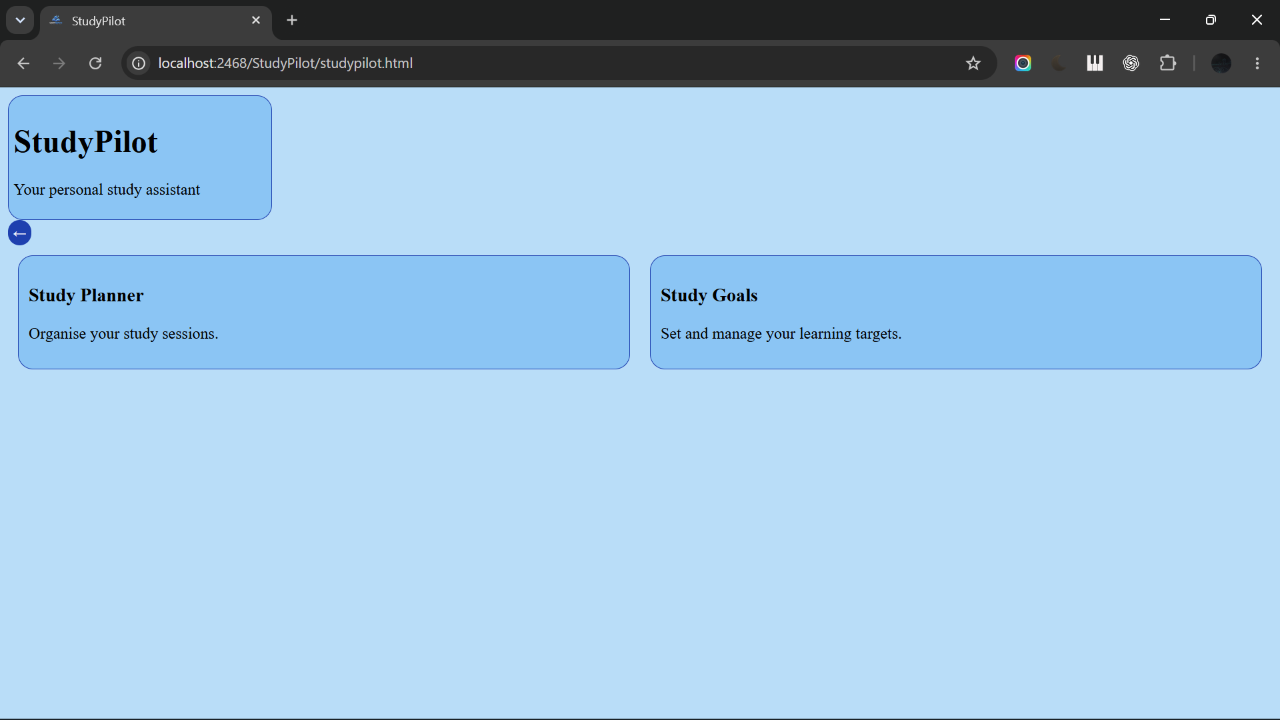 StudyPilot
localhost:2468/StudyPilot/studypilot.html
StudyPilot
Your personal study assistant
←
Study Planner
Organise your study sessions.
Study Goals
Set and manage your learning targets.